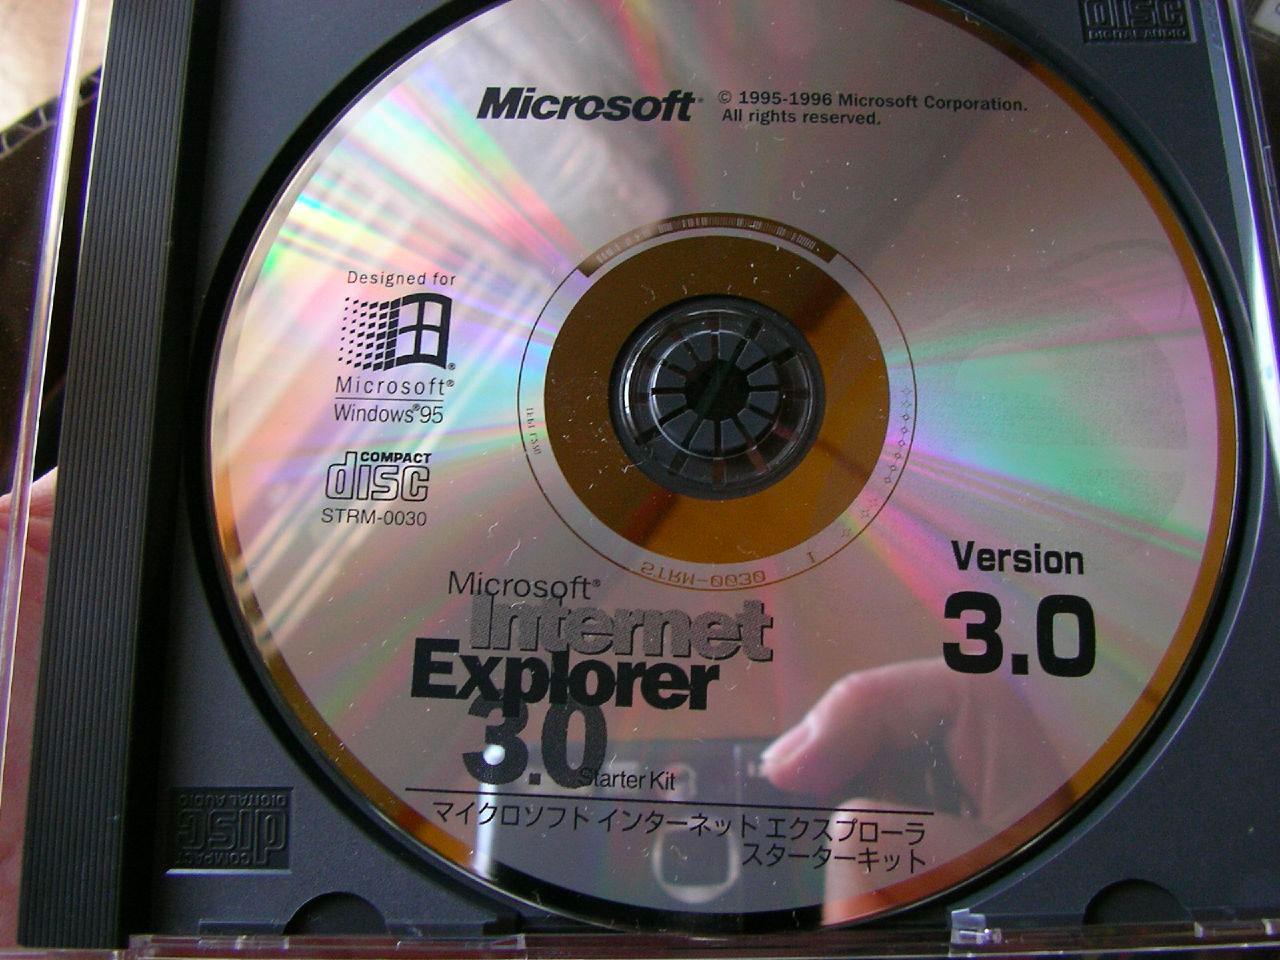 disc
DIGITAL AUDIO
Microsoft® © 1995-1996 Microsoft Corporation.
All rights reserved.
Designed for
®
Microsoft®
Windows®95
COMPACT
disc
STRM-0030
STRM-0030 1
Version
3.0
Microsoft®
Internet
Explorer
3.0
Starter Kit
マイクロソフト インターネット エクスプローラ
スターターキット
COMPACT
disc
DIGITAL AUDIO